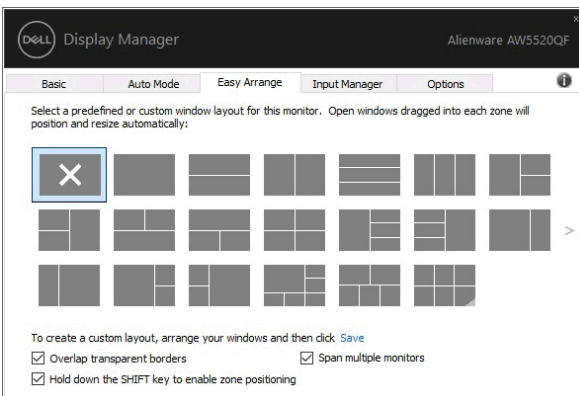 DELL Display Manager
Alienware AW5520QF
Basic
Auto Mode
Easy Arrange
Input Manager
Options
Select a predefined or custom window layout for this monitor. Open windows dragged into each zone will
position and resize automatically:
To create a custom layout, arrange your windows and then click Save
Overlap transparent borders
Span multiple monitors
Hold down the SHIFT key to enable zone positioning